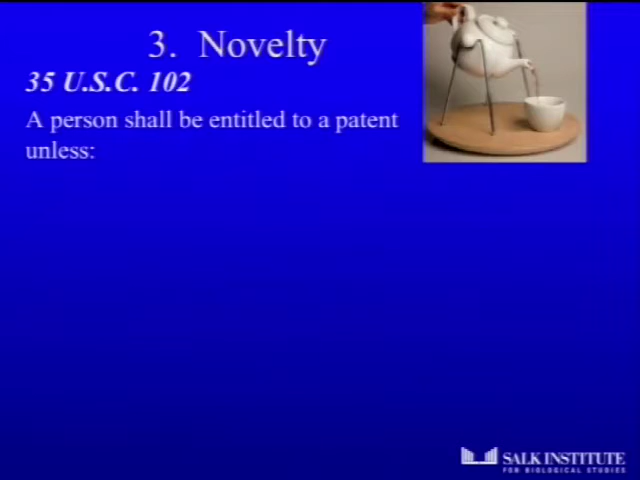 3. Novelty
35 U.S.C. 102
A person shall be entitled to a patent
unless:
SALK INSTITUTE
FOR BIOLOGICAL STUDIES